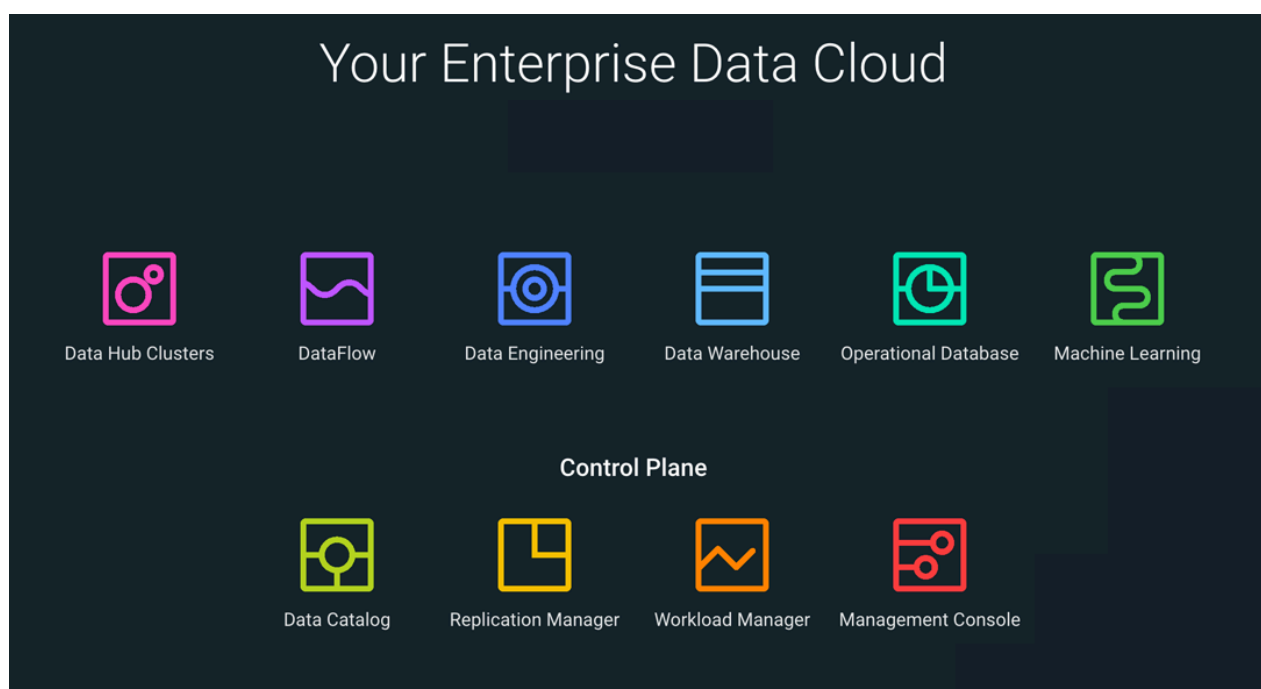 Your Enterprise Data Cloud
Data Hub Clusters
DataFlow
Data Engineering
Data Warehouse
Operational Database
Machine Learning
Control Plane
Data Catalog
Replication Manager
Workload Manager
Management Console